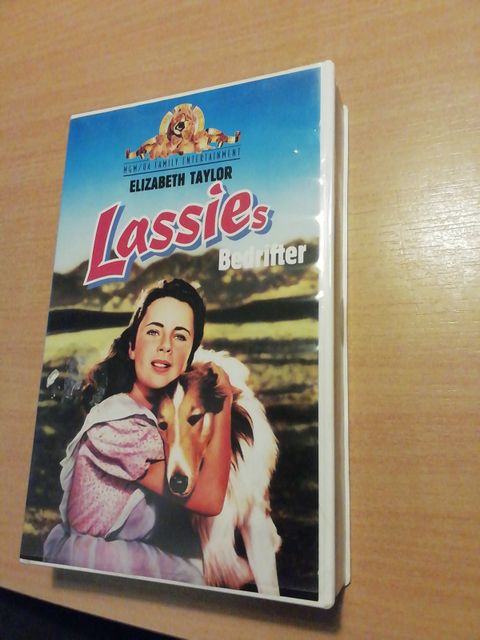 MGM/UA FAMILY ENTERTAINMENT
ELIZABETH TAYLOR
Lassies
Bedrifter